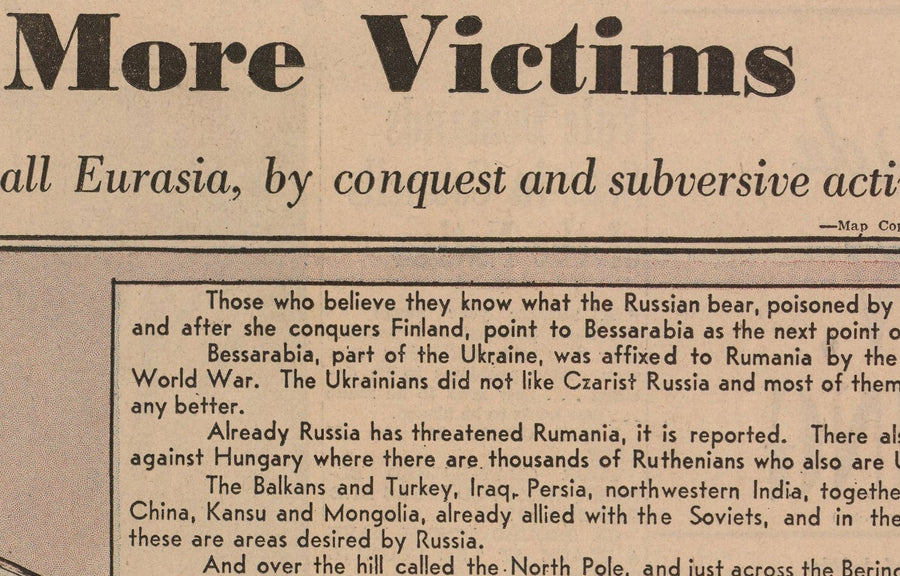 More Victims
all Eurasia, by conquest and subversive acti
—Map Co
Those who believe they know what the Russian bear, poisoned by
and after she conquers Finland, point to Bessarabia as the next point o
Bessarabia, part of the Ukraine, was affixed to Rumania by the
World War. The Ukrainians did not like Czarist Russia and most of them
any better.
Already Russia has threatened Rumania, it is reported. There als
against Hungary where there are thousands of Ruthenians who also are U
The Balkans and Turkey, Iraq, Persia, northwestern India, togethe
China, Kansu and Mongolia, already allied with the Soviets, and in the
these are areas desired by Russia.
And over the hill called the North Pole, and just across the Bering